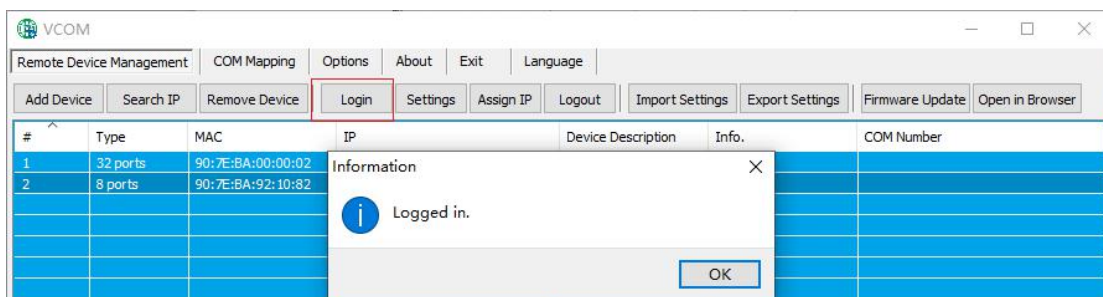 VCOM
Remote Device Management COM Mapping Options About Exit Language
Add Device Search IP Remove Device Login Settings Assign IP Logout Import Settings Export Settings Firmware Update Open in Browser
# Type MAC IP Device Description Info. COM Number
1 32 ports 90:7E:BA:00:00:02
2 8 ports 90:7E:BA:92:10:82
Information
Logged in.
OK